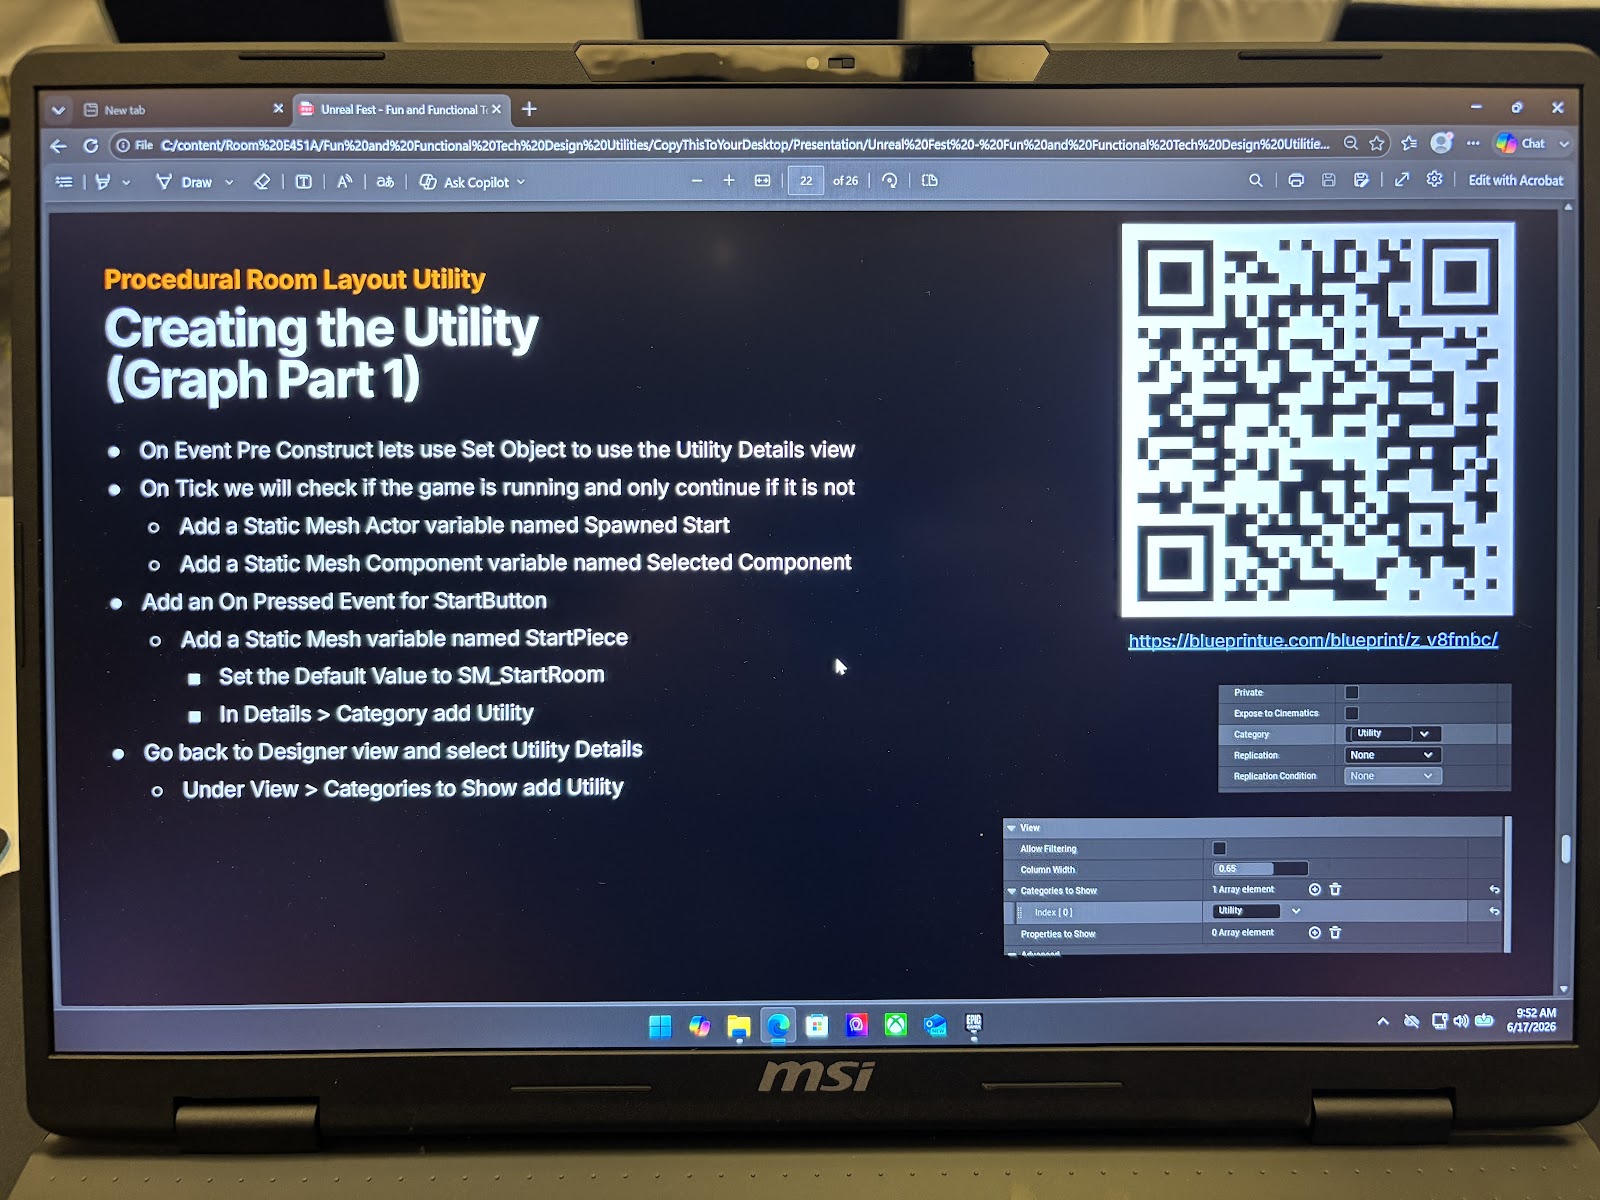 New tab
Unreal Fest - Fun and Functional Te
File C:/content/Room%20E451A/Fun%20and%20Functional%20Tech%20Design%20Utilities/CopyThisToYourDesktop/Presentation/Unreal%20Fest%20-%20Fun%20and%20Functional%20Tech%20Design%20Utilitie... Chat
Draw Ask Copilot 22 of 26 Edit with Acrobat
Procedural Room Layout Utility
Creating the Utility
(Graph Part 1)
● On Event Pre Construct lets use Set Object to use the Utility Details view
● On Tick we will check if the game is running and only continue if it is not
○ Add a Static Mesh Actor variable named Spawned Start
○ Add a Static Mesh Component variable named Selected Component
● Add an On Pressed Event for StartButton
○ Add a Static Mesh variable named StartPiece
■ Set the Default Value to SM_StartRoom
■ In Details > Category add Utility
● Go back to Designer view and select Utility Details
○ Under View > Categories to Show add Utility
https://blueprintue.com/blueprint/z_v8fmbc/
Private
Expose to Cinematics
Category Utility
Replication None
Replication Condition None
View
Allow Filtering
Column Width 0.65
Categories to Show 1 Array element
Index [ 0 ] Utility
Properties to Show 0 Array element
Advanced
EPIC GAMES
9:52 AM
6/17/2026
msi